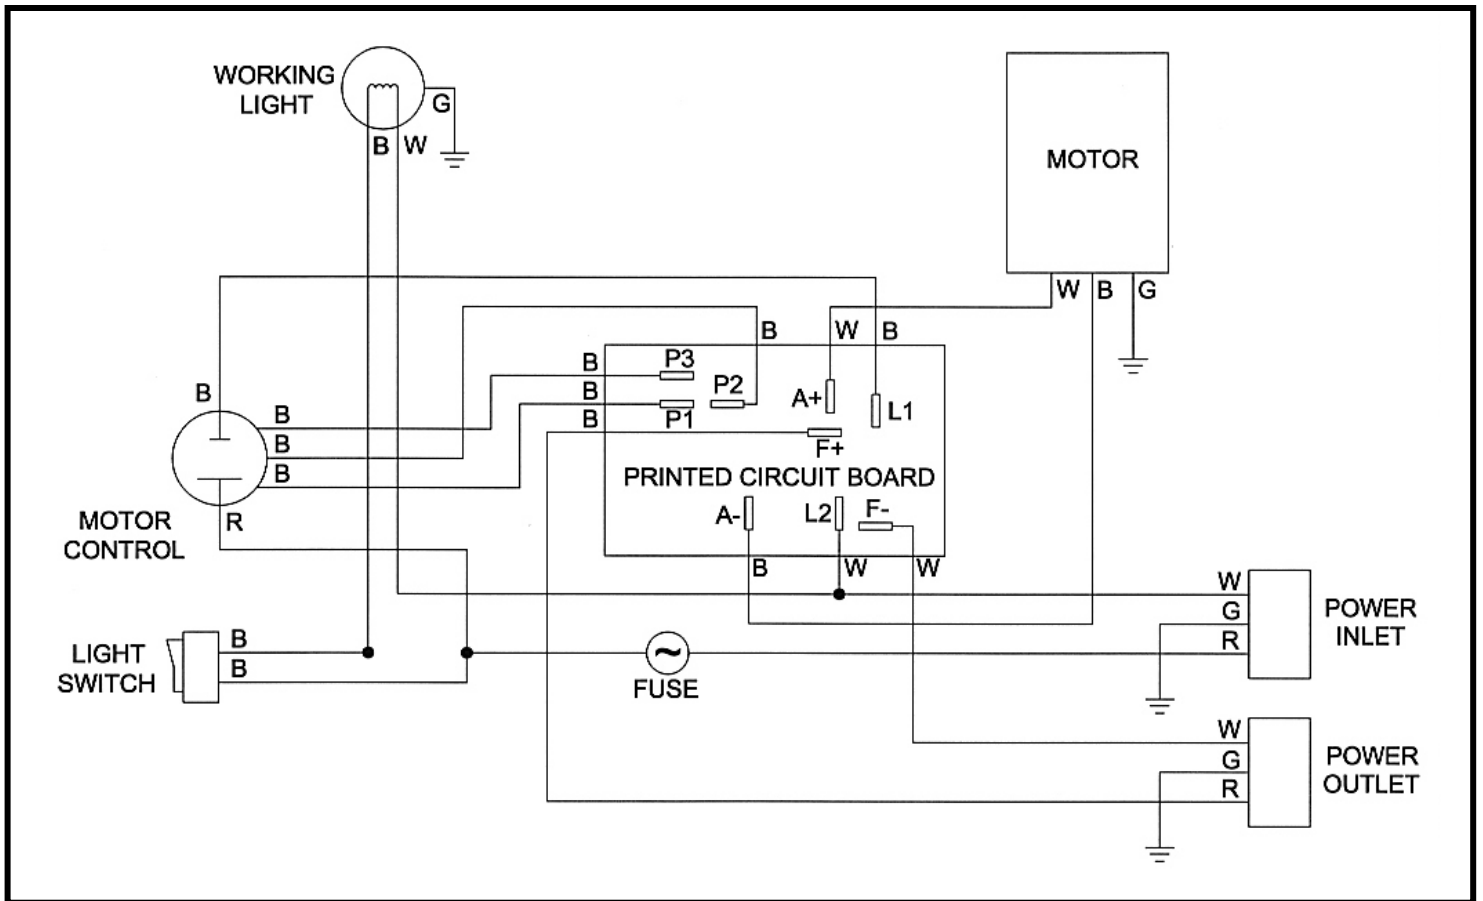 WORKING
LIGHT
G
B W
MOTOR
W B G
B W B
B P3
B P2
B
B P1
A+ L1
B
B
B
F+
PRINTED CIRCUIT BOARD
A- L2 F-
R
MOTOR
CONTROL
B W W
W
G
R
POWER
INLET
B
B
LIGHT
SWITCH
FUSE
W
G
R
POWER
OUTLET